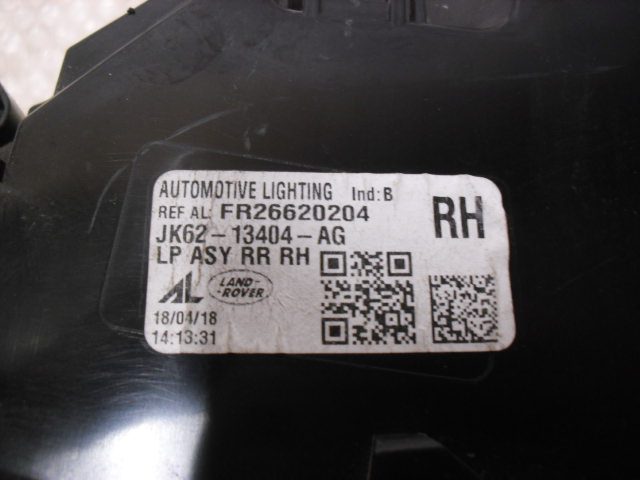 AUTOMOTIVE LIGHTING Ind: B
REF AL: FR26620204
RH
JK62-13404-AG
LP ASY RR RH
AL
LAND-
-ROVER
18/04/18
14:13:31